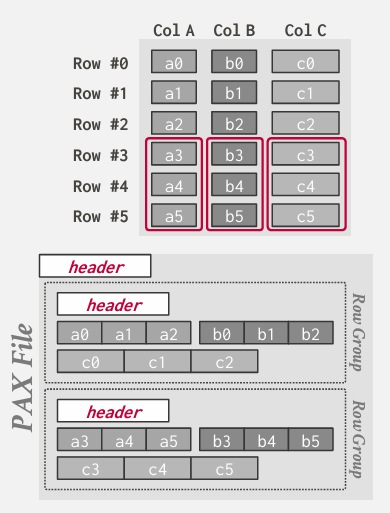 Col A Col B Col C
Row #0 a0 b0 c0
Row #1 a1 b1 c1
Row #2 a2 b2 c2
Row #3 a3 b3 c3
Row #4 a4 b4 c4
Row #5 a5 b5 c5
PAX File
header
header
a0 a1 a2 b0 b1 b2
c0 c1 c2
Row Group
header
a3 a4 a5 b3 b4 b5
c3 c4 c5
Row Group